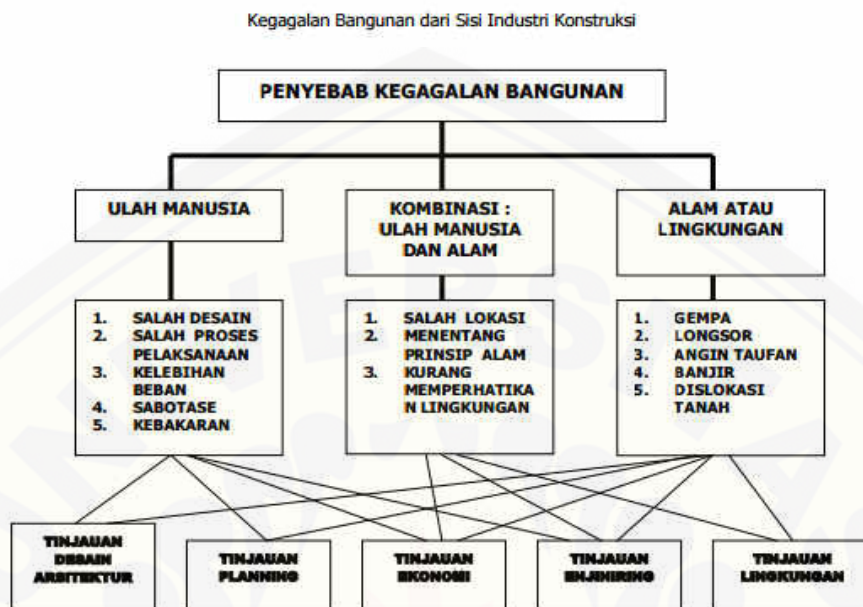 Kegagalan Bangunan dari Sisi Industri Konstruksi
PENYEBAB KEGAGALAN BANGUNAN
ULAH MANUSIA
KOMBINASI :
ULAH MANUSIA
DAN ALAM
ALAM ATAU
LINGKUNGAN
1. SALAH DESAIN
2. SALAH PROSES
PELAKSANAAN
3. KELEBIHAN
BEBAN
4. SABOTASE
5. KEBAKARAN
1. SALAH LOKASI
2. MENENTANG
PRINSIP ALAM
3. KURANG
MEMPERHATIKA
N LINGKUNGAN
1. GEMPA
2. LONGSOR
3. ANGIN TAUFAN
4. BANJIR
5. DISLOKASI
TANAH
TINJAUAN
DESAIN
ARSITEKTUR
TINJAUAN
PLANNING
TINJAUAN
EKONOMI
TINJAUAN
ENJINIRING
TINJAUAN
LINGKUNGAN